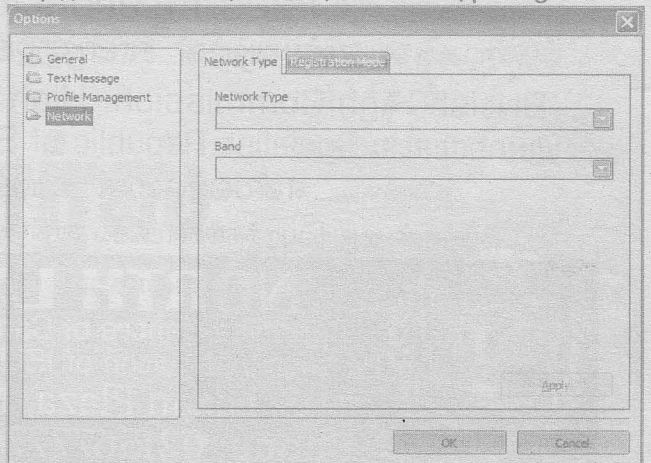 Options
General
Text Message
Profile Management
Network
Network Type
Registration Mode
Network Type
Band
Apply
OK
Cancel